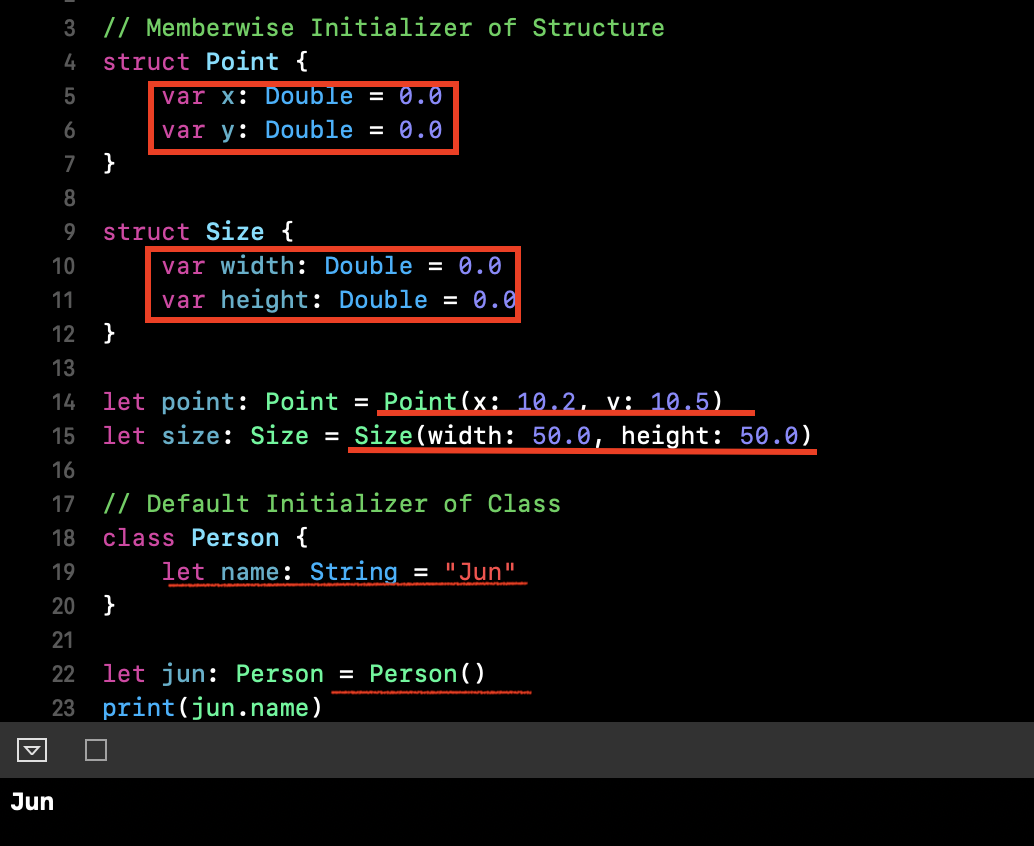 3 // Memberwise Initializer of Structure
4 struct Point {
5 var x: Double = 0.0
6 var y: Double = 0.0
7 }
8
9 struct Size {
10 var width: Double = 0.0
11 var height: Double = 0.0
12 }
13
14 let point: Point = Point(x: 10.2, y: 10.5)
15 let size: Size = Size(width: 50.0, height: 50.0)
16
17 // Default Initializer of Class
18 class Person {
19 let name: String = "Jun"
20 }
21
22 let jun: Person = Person()
23 print(jun.name)
Jun